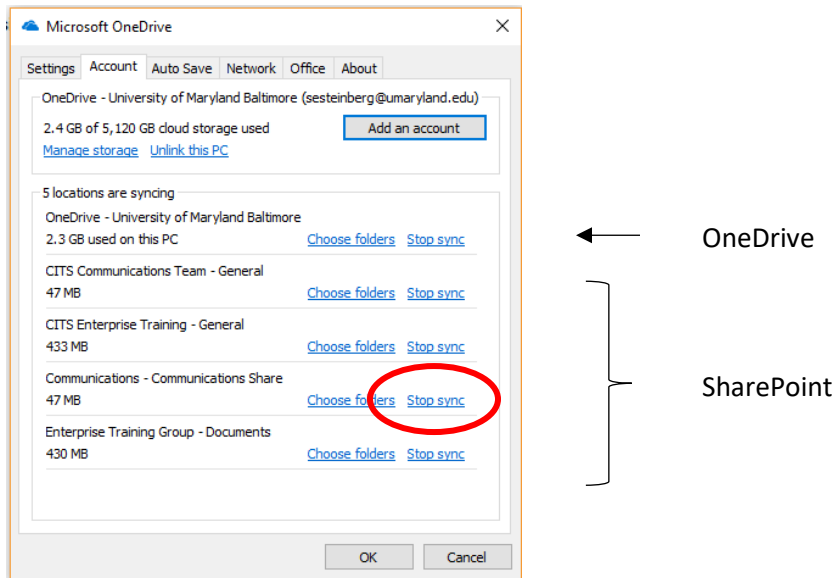 Microsoft OneDrive
Settings Account Auto Save Network Office About
OneDrive - University of Maryland Baltimore (sesteinberg@umaryland.edu)
2.4 GB of 5,120 GB cloud storage used Add an account
Manage storage Unlink this PC
5 locations are syncing
OneDrive - University of Maryland Baltimore
2.3 GB used on this PC Choose folders Stop sync
OneDrive
CITS Communications Team - General
47 MB Choose folders Stop sync
CITS Enterprise Training - General
433 MB Choose folders Stop sync
Communications - Communications Share
47 MB Choose folders Stop sync
SharePoint
Enterprise Training Group - Documents
430 MB Choose folders Stop sync
OK Cancel